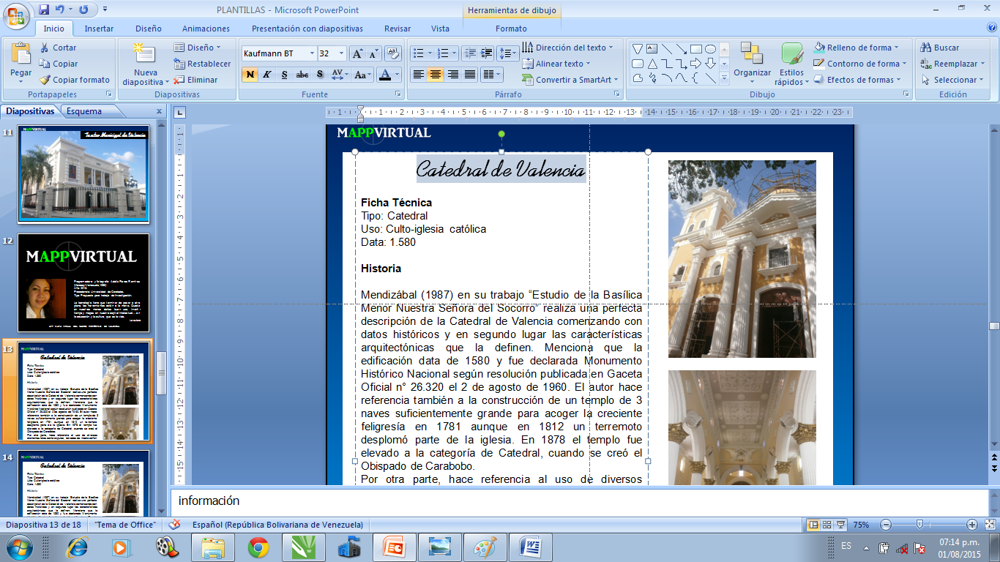 PLANTILLAS - Microsoft PowerPoint
Herramientas de dibujo
Inicio Insertar Diseño Animaciones Presentación con diapositivas Revisar Vista Formato
Pegar
Cortar
Copiar
Copiar formato
Portapapeles
Nueva diapositiva
Diseño
Restablecer
Eliminar
Diapositivas
Kaufmann BT 32
N K S abc S AV Aa A
Fuente
Dirección del texto
Alinear texto
Convertir a SmartArt
Párrafo
Organizar
Estilos rápidos
Relleno de forma
Contorno de forma
Efectos de formas
Dibujo
Buscar
Reemplazar
Seleccionar
Edición
Diapositivas Esquema
11
MAPPVIRTUAL
Teatro Municipal de Valencia
12
MAPPVIRTUAL
13
Catedral de Valencia
14
Catedral de Valencia
MAPPVIRTUAL
Catedral de Valencia
Ficha Técnica
Tipo: Catedral
Uso: Culto-iglesia católica
Data: 1.580
Historia
Mendizábal (1987) en su trabajo “Estudio de la Basílica
Menor Nuestra Señora del Socorro” realiza una perfecta
descripción de la Catedral de Valencia comenzando con
datos históricos y en segundo lugar las características
arquitectónicas que la definen. Menciona que la
edificación data de 1580 y fue declarada Monumento
Histórico Nacional según resolución publicada en Gaceta
Oficial n° 26.320 el 2 de agosto de 1960. El autor hace
referencia también a la construcción de un templo de 3
naves suficientemente grande para acoger la creciente
feligresía en 1781 aunque en 1812 un terremoto
desplomó parte de la iglesia. En 1878 el templo fue
elevado a la categoría de Catedral, cuando se creó el
Obispado de Carabobo.
Por otra parte, hace referencia al uso de diversos
información
Diapositiva 13 de 18 "Tema de Office" Español (República Bolivariana de Venezuela) 75%
ES
07:14 p.m.
01/08/2015